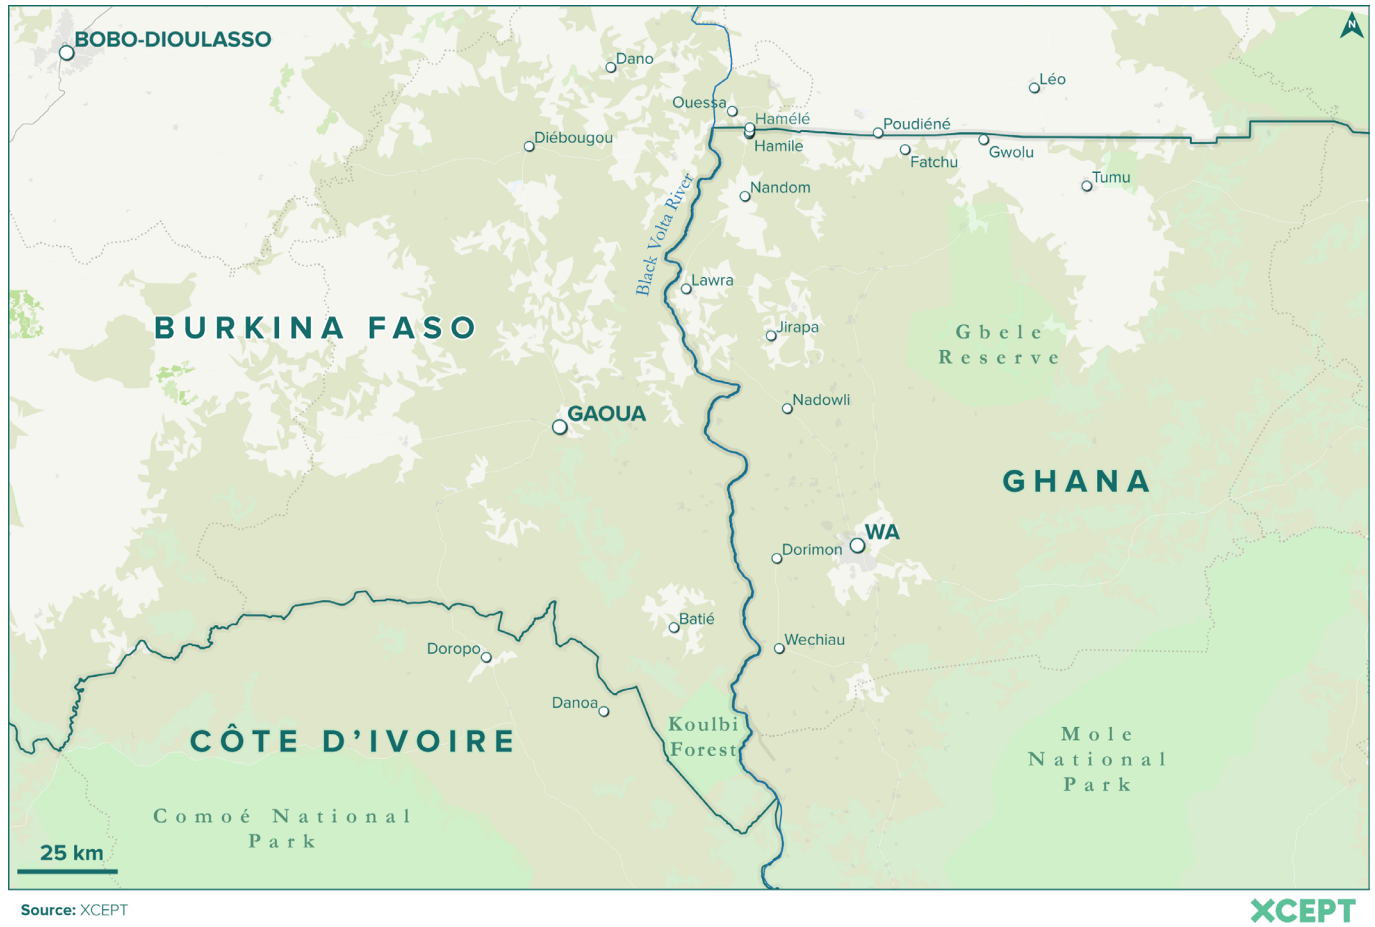 N
BOBO-DIOULASSO
Dano
Léo
Ouessa
Hamélé
Poudiéné
Diébougou
Hamile
Gwolu
Fatchu
Tumu
Nandom
Black Volta River
Lawra
BURKINA FASO
Jirapa
Gbele
Reserve
Nadowli
GAOUA
GHANA
WA
Dorimon
Batié
Wechiau
Doropo
Danoa
Koulbi
Forest
CÔTE D’IVOIRE
Mole
National
Park
Comoé National
Park
25 km
Source: XCEPT
XCEPT